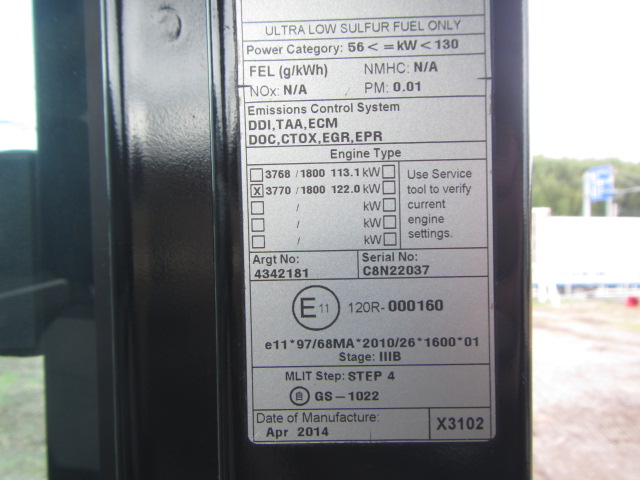 ULTRA LOW SULFUR FUEL ONLY
Power Category: 56 < = kW < 130
FEL (g/kWh) NMHC: N/A
NOx: N/A PM: 0.01
Emissions Control System
DDI,TAA,ECM
DOC,CTOX,EGR,EPR
Engine Type
3768 /1800 113.1 kW
X 3770 /1800 122.0 kW
/ kW
/ kW
/ kW
Use Service
tool to verify
current
engine
settings.
Argt No: Serial No:
4342181 C8N22037
E11 120R-000160
e11*97/68MA*2010/26*1600*01
Stage: IIIB
MLIT Step: STEP 4
自 GS-1022
Date of Manufacture:
Apr 2014 X3102